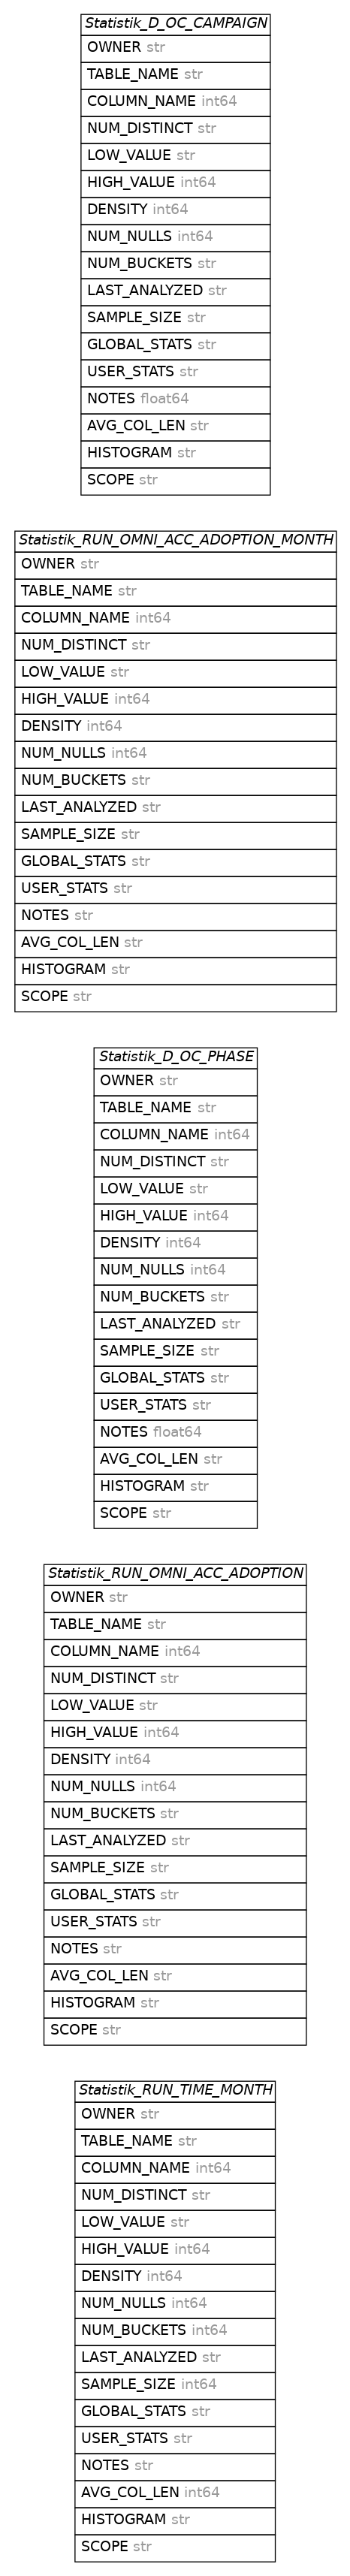 Statistik_D_OC_CAMPAIGN
OWNER str
TABLE_NAME str
COLUMN_NAME int64
NUM_DISTINCT str
LOW_VALUE str
HIGH_VALUE int64
DENSITY int64
NUM_NULLS int64
NUM_BUCKETS str
LAST_ANALYZED str
SAMPLE_SIZE str
GLOBAL_STATS str
USER_STATS str
NOTES float64
AVG_COL_LEN str
HISTOGRAM str
SCOPE str
Statistik_RUN_OMNI_ACC_ADOPTION_MONTH
OWNER str
TABLE_NAME str
COLUMN_NAME int64
NUM_DISTINCT str
LOW_VALUE str
HIGH_VALUE int64
DENSITY int64
NUM_NULLS int64
NUM_BUCKETS str
LAST_ANALYZED str
SAMPLE_SIZE str
GLOBAL_STATS str
USER_STATS str
NOTES str
AVG_COL_LEN str
HISTOGRAM str
SCOPE str
Statistik_D_OC_PHASE
OWNER str
TABLE_NAME str
COLUMN_NAME int64
NUM_DISTINCT str
LOW_VALUE str
HIGH_VALUE int64
DENSITY int64
NUM_NULLS int64
NUM_BUCKETS str
LAST_ANALYZED str
SAMPLE_SIZE str
GLOBAL_STATS str
USER_STATS str
NOTES float64
AVG_COL_LEN str
HISTOGRAM str
SCOPE str
Statistik_RUN_OMNI_ACC_ADOPTION
OWNER str
TABLE_NAME str
COLUMN_NAME int64
NUM_DISTINCT str
LOW_VALUE str
HIGH_VALUE int64
DENSITY int64
NUM_NULLS int64
NUM_BUCKETS str
LAST_ANALYZED str
SAMPLE_SIZE str
GLOBAL_STATS str
USER_STATS str
NOTES str
AVG_COL_LEN str
HISTOGRAM str
SCOPE str
Statistik_RUN_TIME_MONTH
OWNER str
TABLE_NAME str
COLUMN_NAME int64
NUM_DISTINCT str
LOW_VALUE str
HIGH_VALUE int64
DENSITY int64
NUM_NULLS int64
NUM_BUCKETS int64
LAST_ANALYZED str
SAMPLE_SIZE int64
GLOBAL_STATS str
USER_STATS str
NOTES str
AVG_COL_LEN int64
HISTOGRAM str
SCOPE str